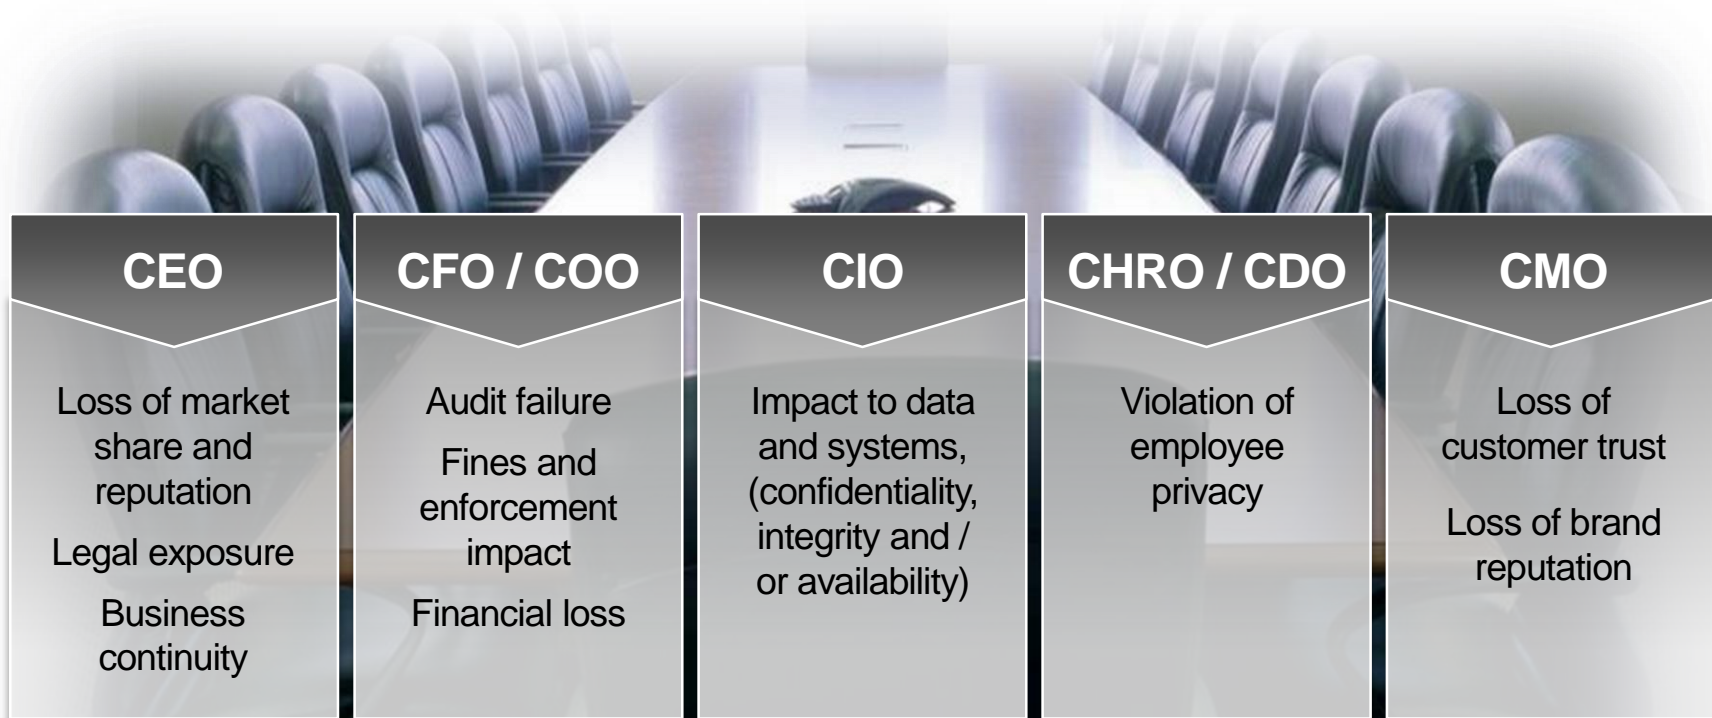 CEO
Loss of market
share and
reputation
Legal exposure
Business
continuity
CFO / COO
Audit failure
Fines and
enforcement
impact
Financial loss
CIO
Impact to data
and systems,
(confidentiality,
integrity and /
or availability)
CHRO / CDO
Violation of
employee
privacy
CMO
Loss of
customer trust
Loss of brand
reputation